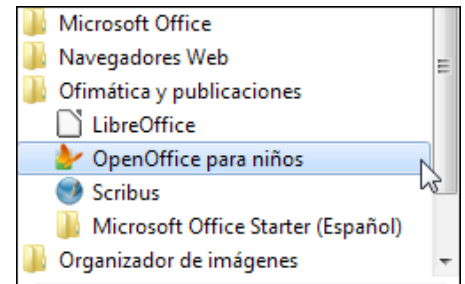 Microsoft Office
Navegadores Web
Ofimática y publicaciones
LibreOffice
OpenOffice para niños
Scribus
Microsoft Office Starter (Español)
Organizador de imágenes